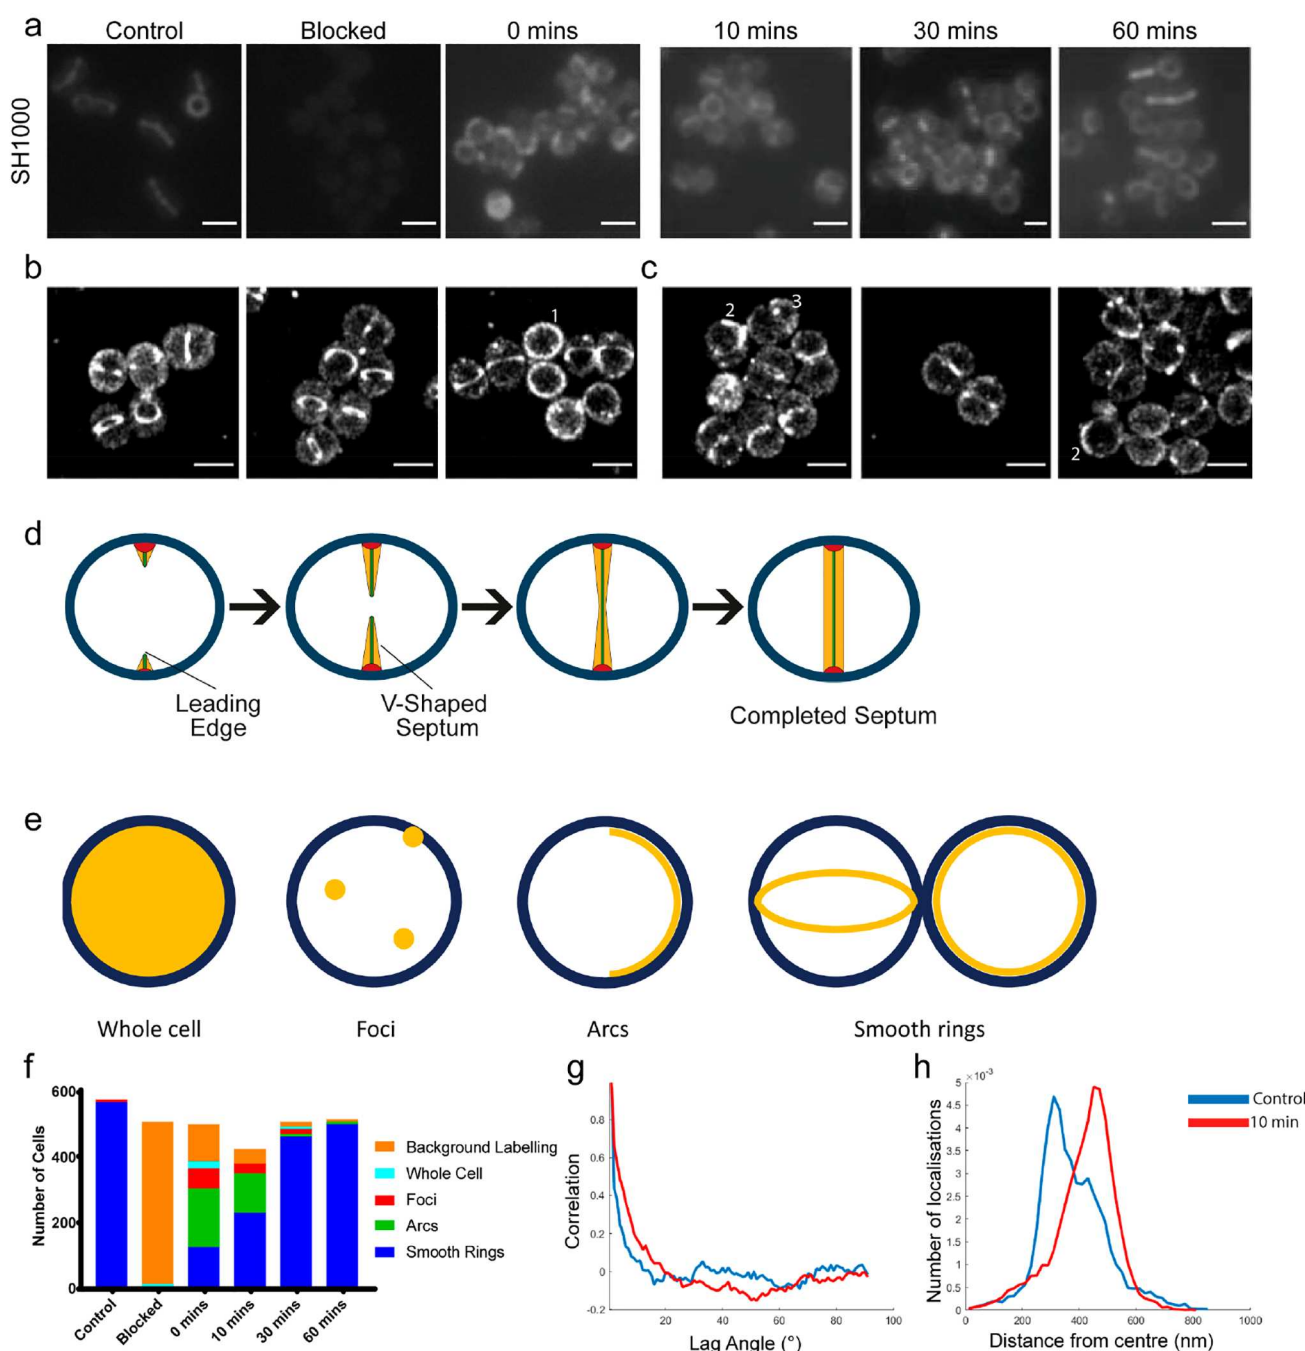 a
Control Blocked 0 mins 10 mins 30 mins 60 mins
SH1000
b c
1
2 3
2
d
Leading
Edge
V-Shaped
Septum
Completed Septum
e
Whole cell Foci Arcs Smooth rings
f
600
400
200
0
Number of Cells
Control Blocked 0 mins 10 mins 30 mins 60 mins
Background Labelling
Whole Cell
Foci
Arcs
Smooth Rings
g
0.8
0.6
0.4
0.2
0
-0.2
Correlation
20 40 60 80 100
Lag Angle (°)
h
×10⁻³
5
4.5
4
3.5
3
2.5
2
1.5
1
0.5
0
Number of localisations
0 200 400 600 800 1000
Distance from centre (nm)
Control
10 min